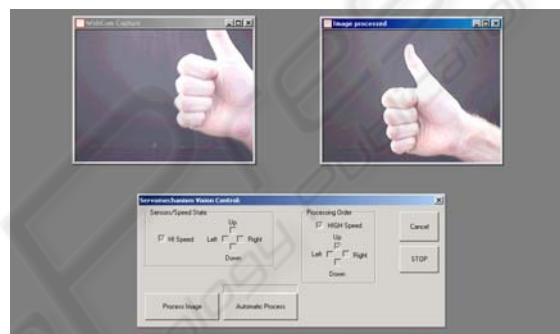 WebCam Capture
Image processed
Servomechanism Vision Control:
Sensors/Speed State
Processing Order
Up
HI Speed
Left
Right
Down
HIGH Speed
Up
Left
Right
Down
Cancel
STOP
Process Image
Automatic Process